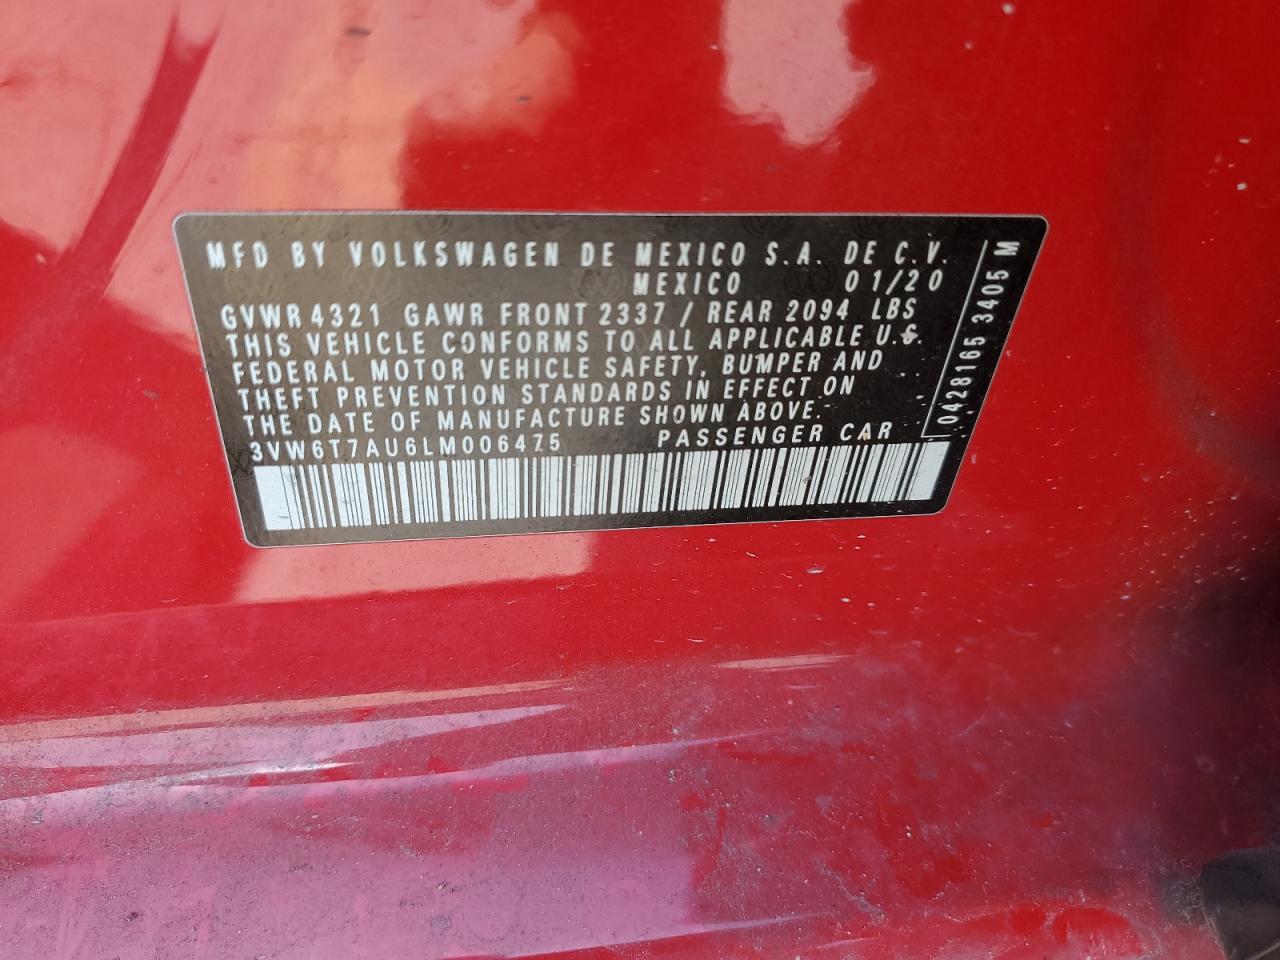 MFD BY VOLKSWAGEN DE MEXICO S.A. DE C.V.
MEXICO 01/20
GVWR 4321 GAWR FRONT 2337 / REAR 2094 LBS
THIS VEHICLE CONFORMS TO ALL APPLICABLE U.S.
FEDERAL MOTOR VEHICLE SAFETY, BUMPER AND
THEFT PREVENTION STANDARDS IN EFFECT ON
THE DATE OF MANUFACTURE SHOWN ABOVE.
3VW6T7AU6LM006475 PASSENGER CAR
0428165 3405 M